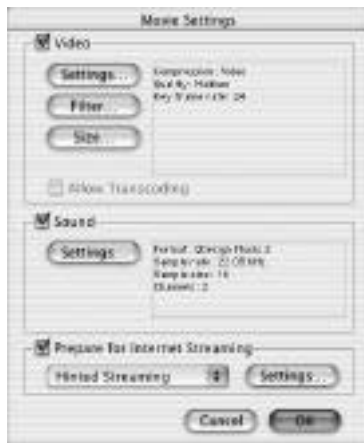 Movie Settings
Video
Settings...
Filter...
Size...
Compression: Video
Quality: Medium
Key frame rate: 24
Allow Transcoding
Sound
Settings
Format: QDesign Music 2
Sample rate: 22.05 kHz
Sample size: 16
Channels: 2
Prepare for Internet Streaming
Hinted Streaming
Settings...
Cancel
OK